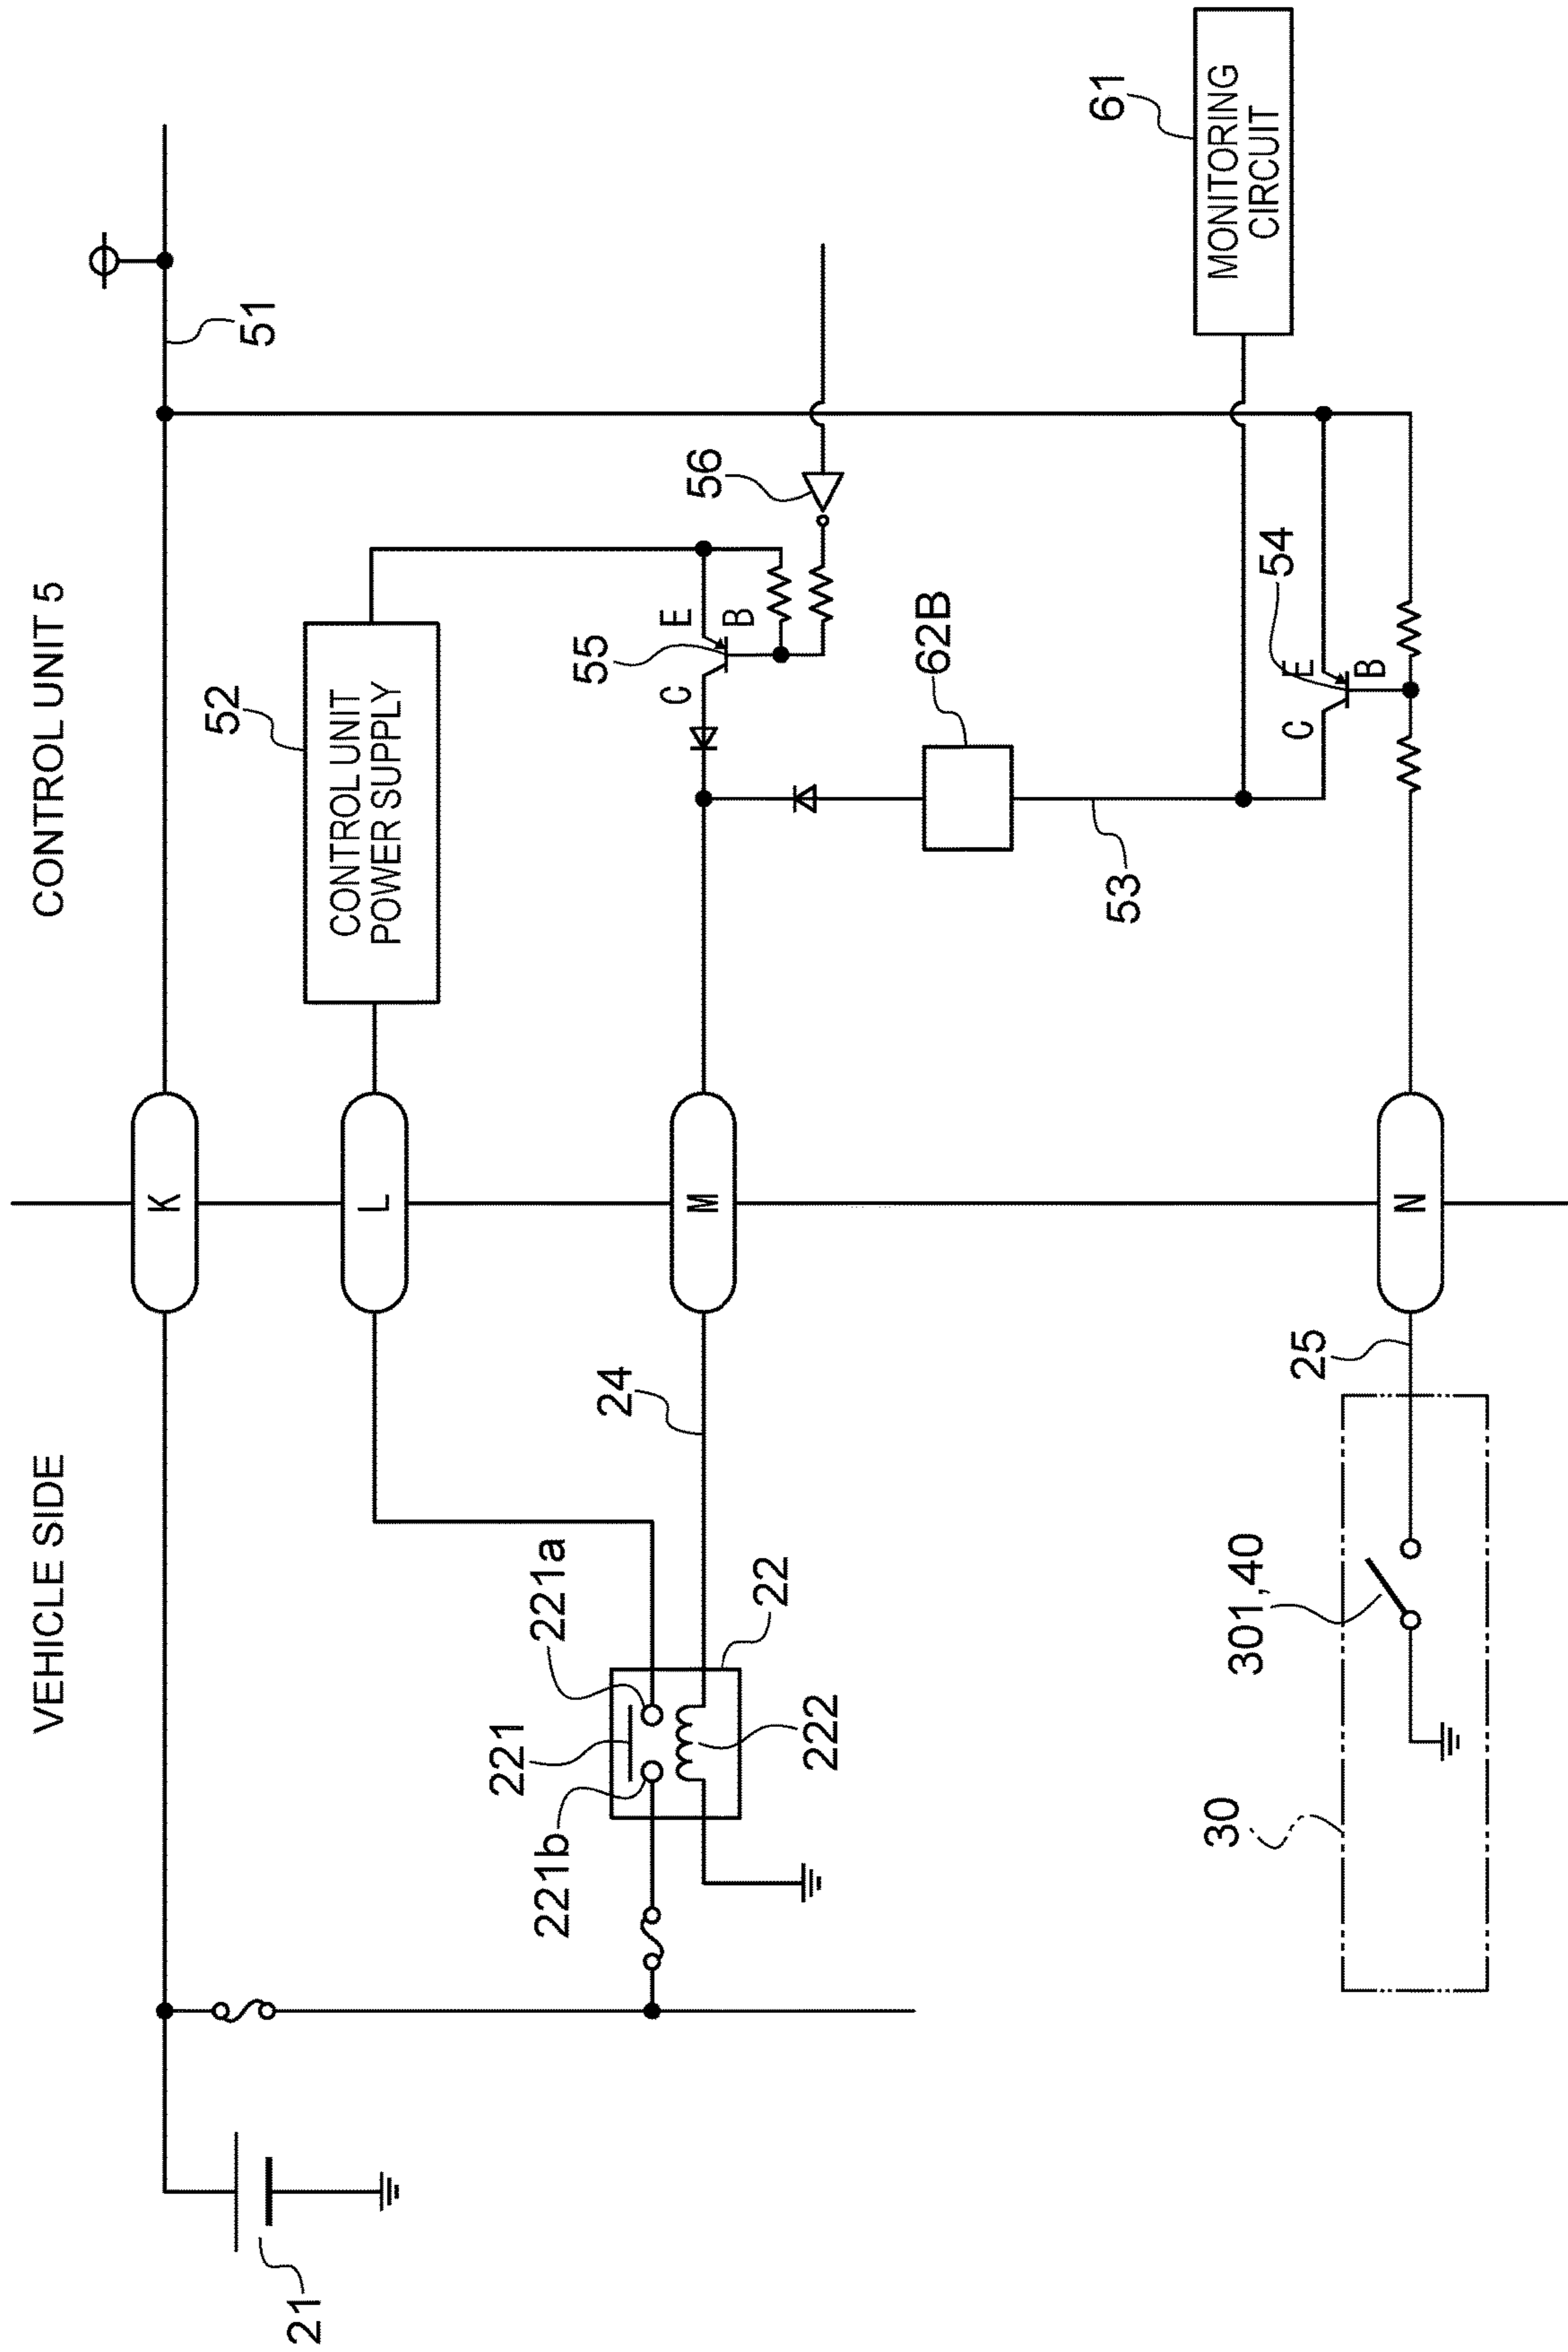 VEHICLE SIDE
CONTROL UNIT 5
K
51
21
52
CONTROL UNIT
POWER SUPPLY
L
221
221a
221b
22
222
24
M
55
E
B
C
56
62B
53
61
MONITORING
CIRCUIT
54
E
B
C
30
301,40
25
N